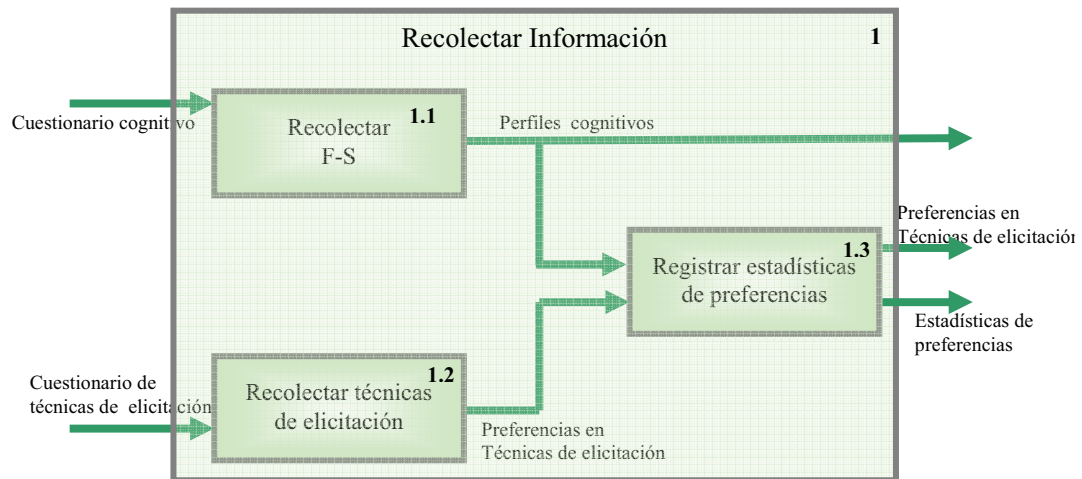 Recolectar Información
1
Cuestionario cognitivo
1.1
Recolectar
F-S
Perfiles cognitivos
Preferencias en
Técnicas de elicitación
1.3
Registrar estadísticas
de preferencias
Estadísticas de
preferencias
Cuestionario de
técnicas de elicitación
1.2
Recolectar técnicas
de elicitación
Preferencias en
Técnicas de elicitación